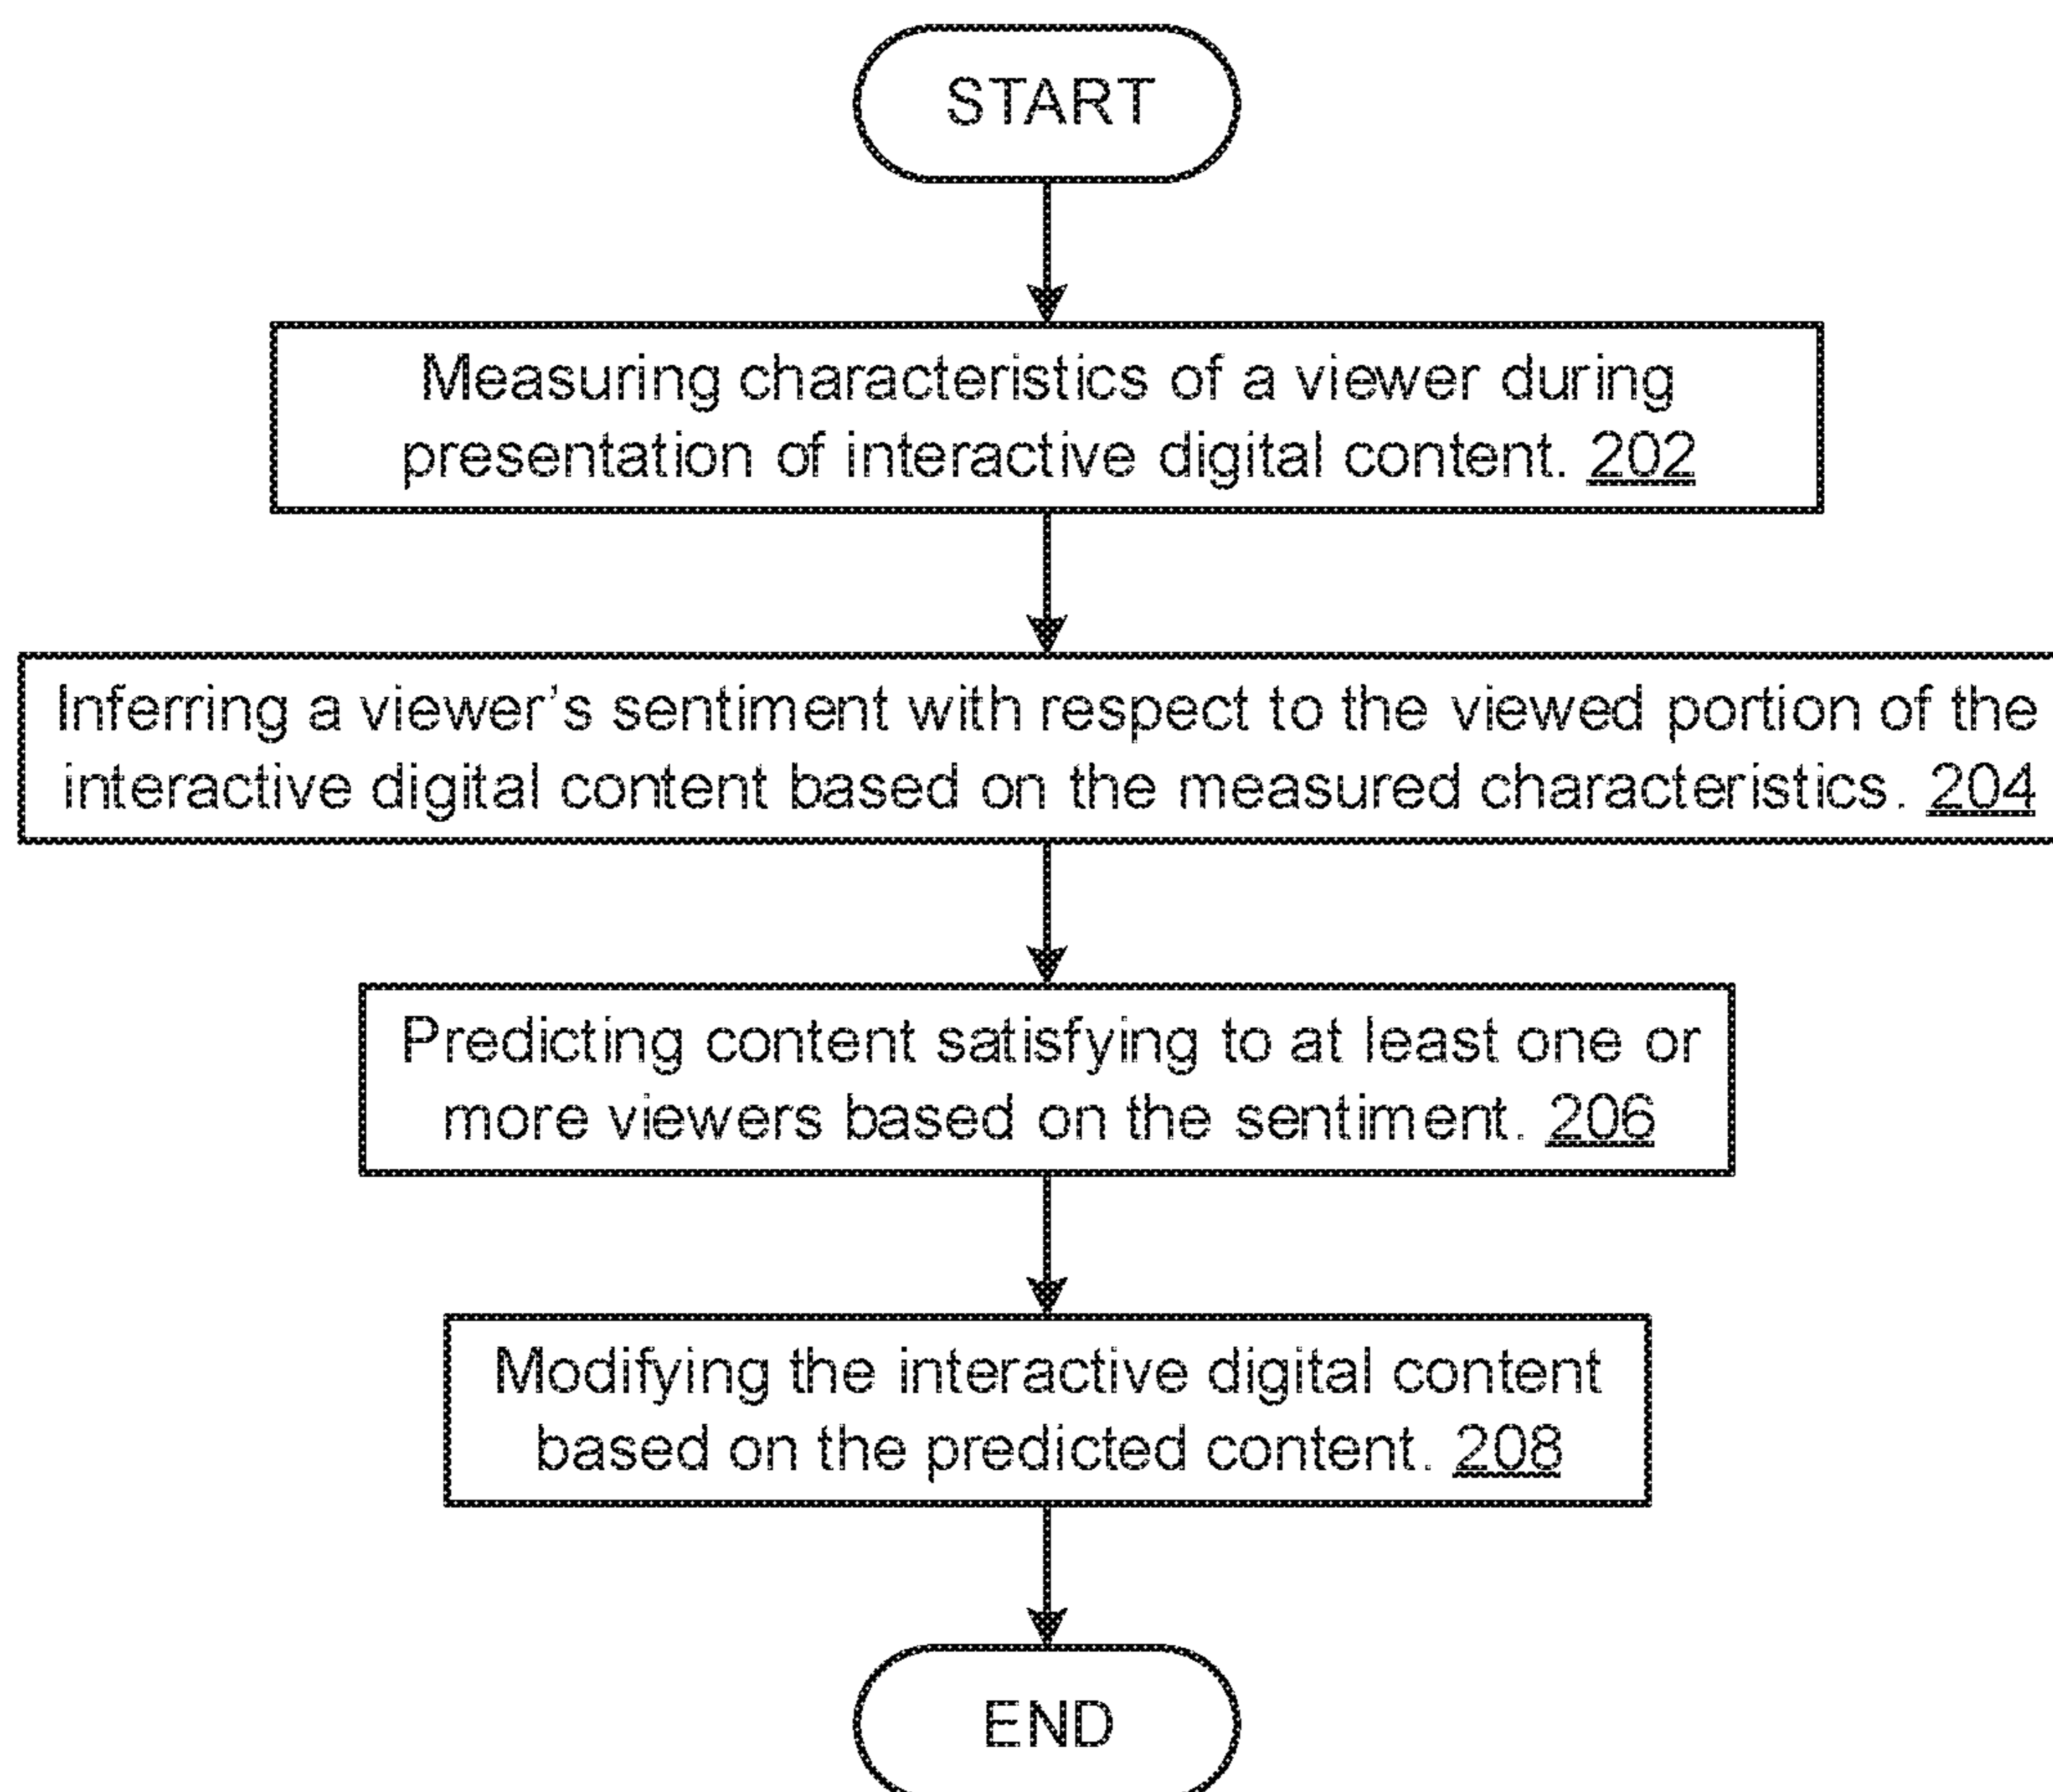 START
Measuring characteristics of a viewer during
presentation of interactive digital content. 202
Inferring a viewer's sentiment with respect to the viewed portion of the
interactive digital content based on the measured characteristics. 204
Predicting content satisfying to at least one or
more viewers based on the sentiment. 206
Modifying the interactive digital content
based on the predicted content. 208
END